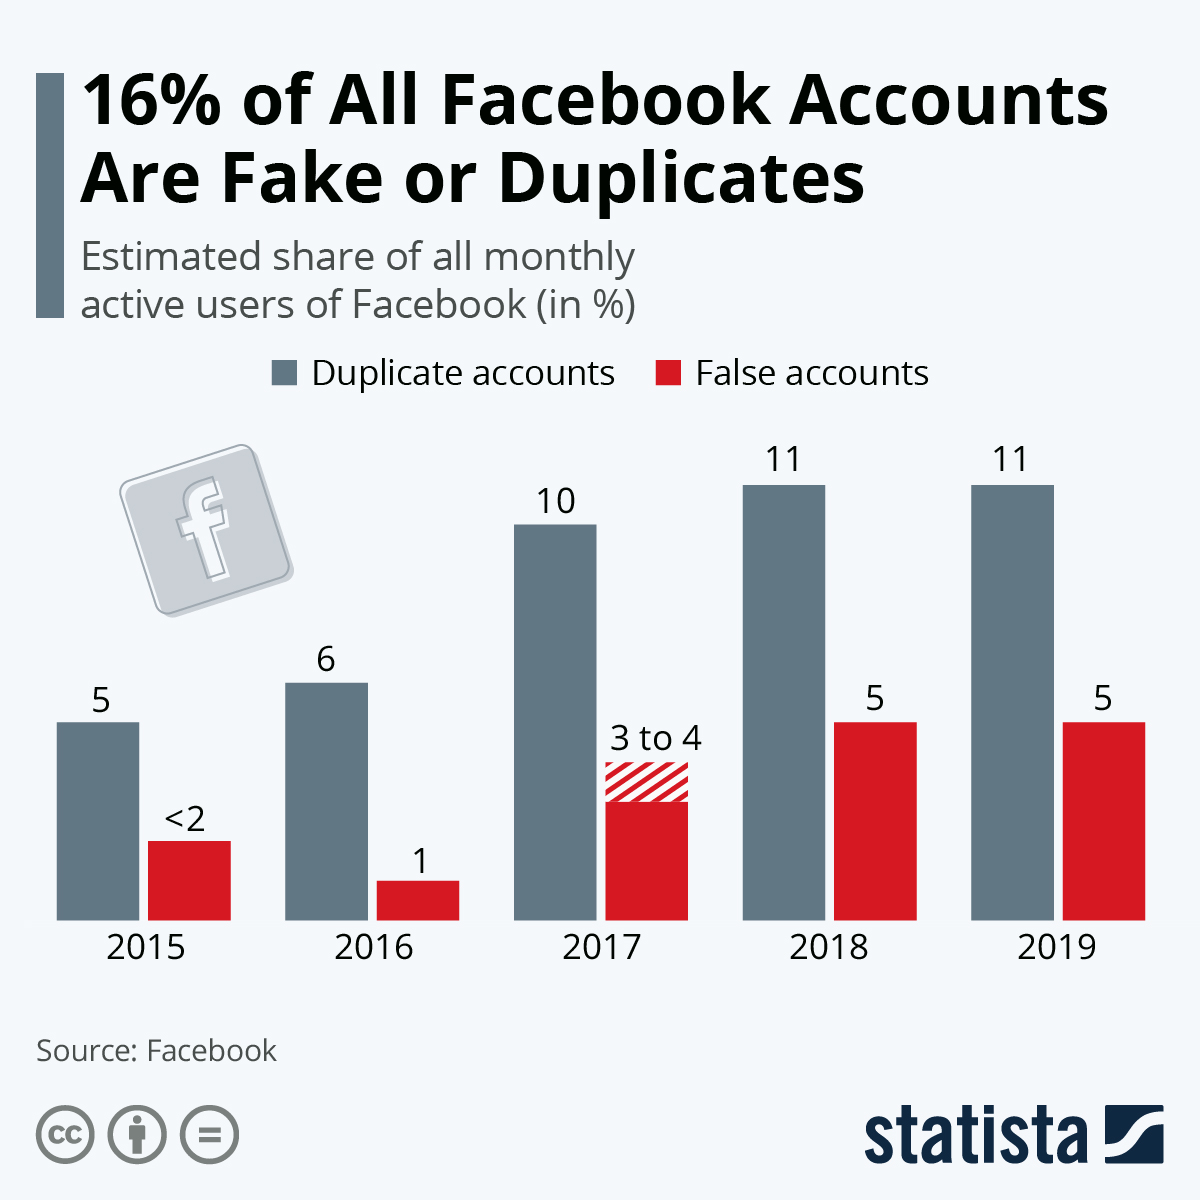 16% of All Facebook Accounts
Are Fake or Duplicates
Estimated share of all monthly
active users of Facebook (in %)
Duplicate accounts False accounts
f
5 <2
6 1
10 3 to 4
11 5
11 5
2015 2016 2017 2018 2019
Source: Facebook
cc =
statista